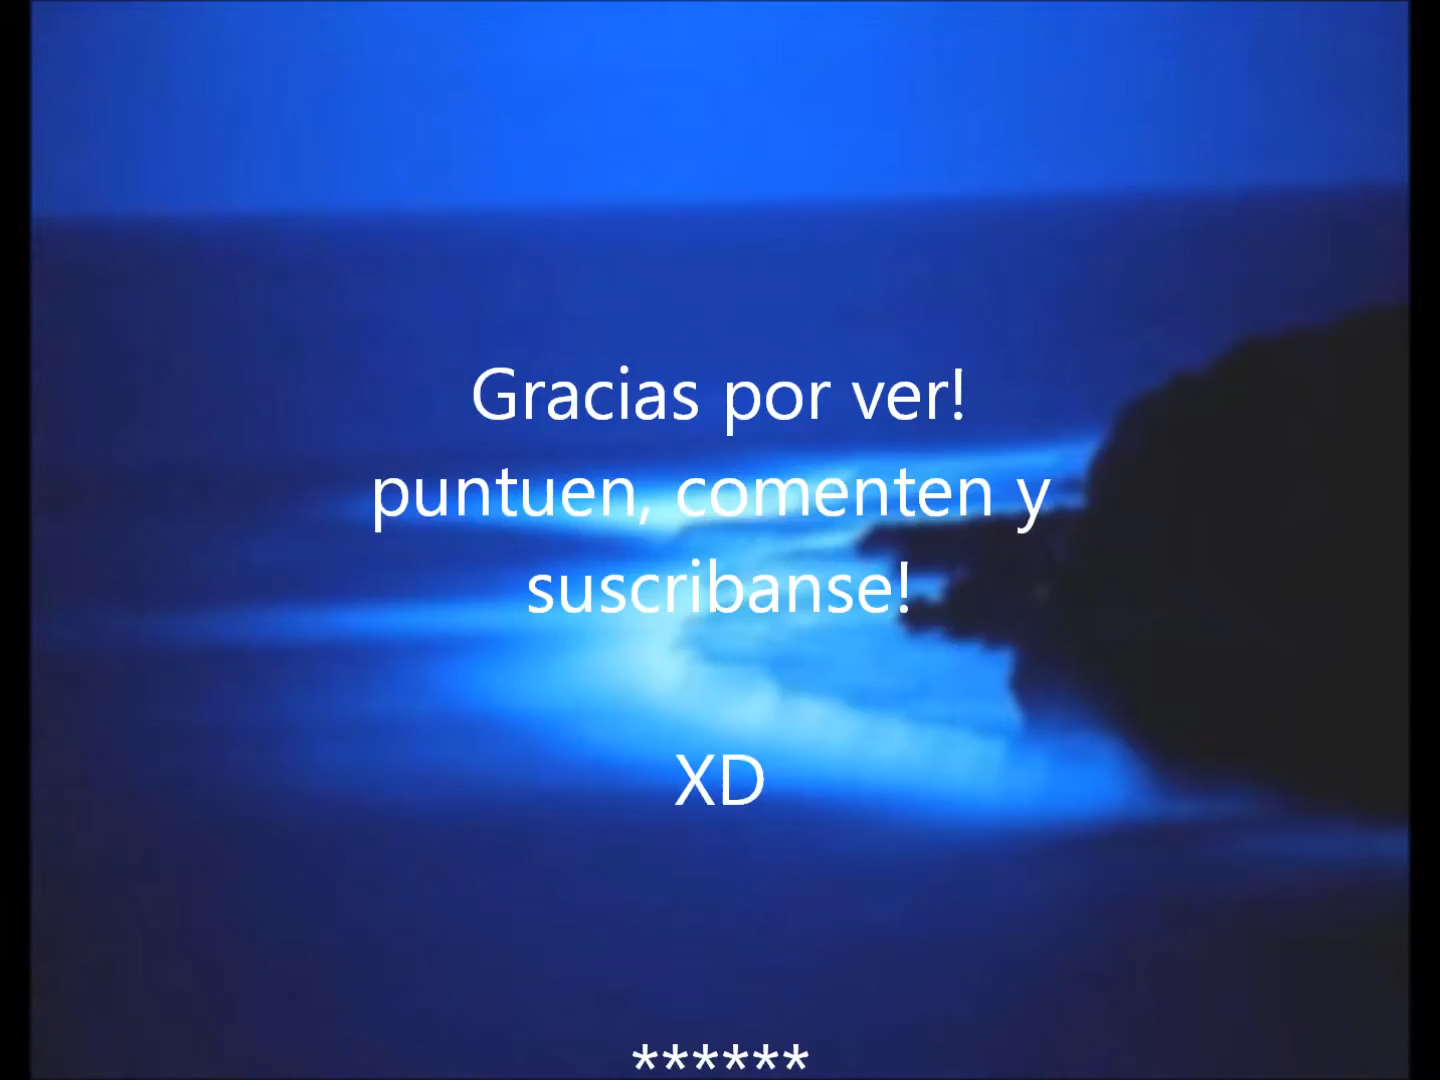 Gracias por ver!
puntuen, comenten y
suscribanse!
XD
******